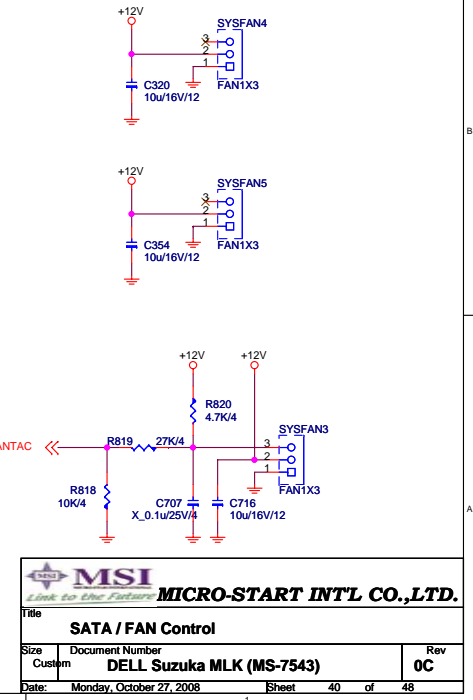 +12V
SYSFAN4
3
2
1
C320
10u/16V/12
FAN1X3
B
+12V
SYSFAN5
3
2
1
C354
10u/16V/12
FAN1X3
+12V
+12V
R820
4.7K/4
SYSFAN3
ANTAC
R819
27K/4
3
2
1
R818
10K/4
C707
X_0.1u/25V/4
C716
10u/16V/12
FAN1X3
A
MSI
Link to the Future
MICRO-START INT'L CO.,LTD.
Title
SATA / FAN Control
Size
Document Number
Rev
Custom
DELL Suzuka MLK (MS-7543)
0C
Date:
Monday, October 27, 2008
Sheet
40
of
48
1